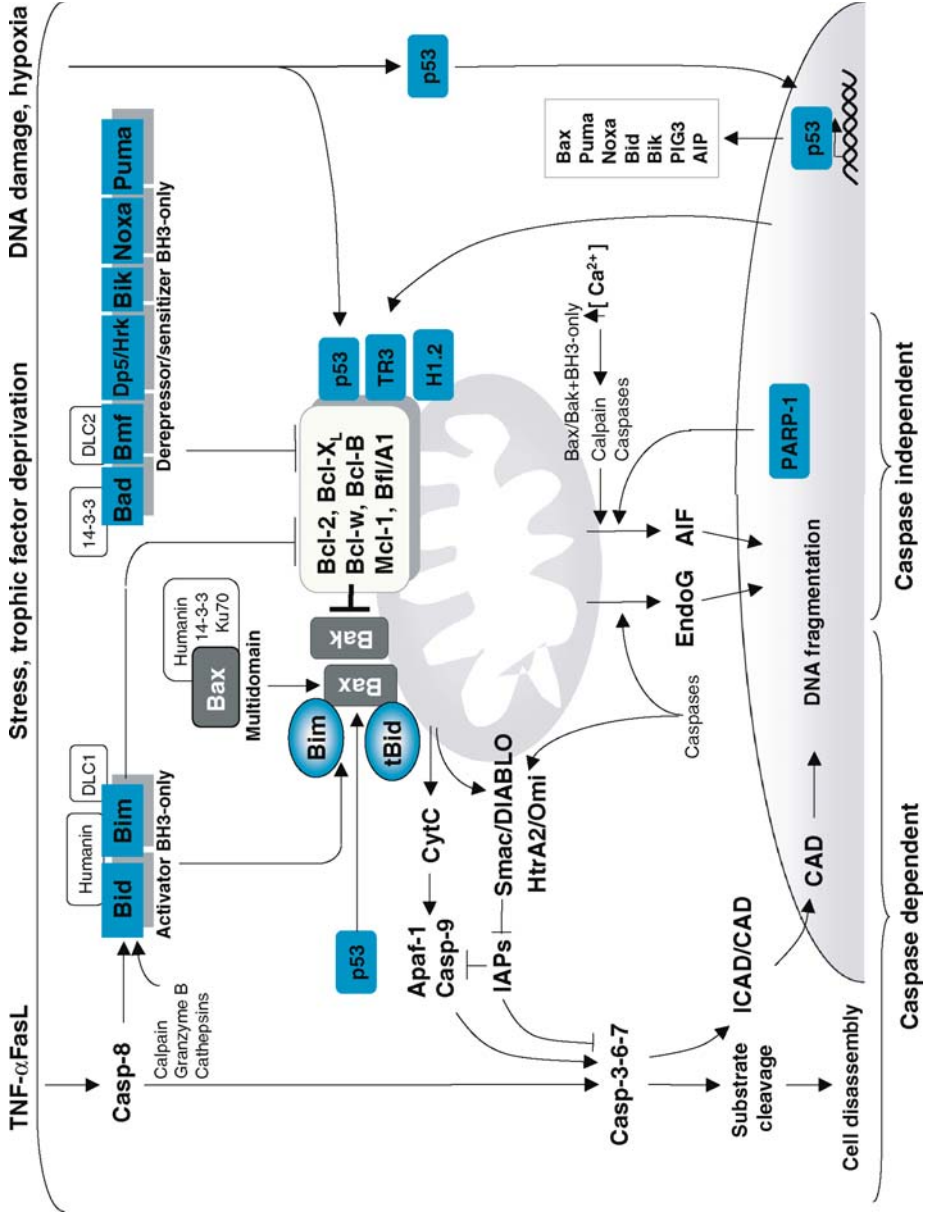 TNF-αFasL
Stress, trophic factor deprivation
DNA damage, hypoxia
Casp-8
Calpain
Granzyme B
Cathepsins
Humanin
DLC1
Bid
Bim
Activator BH3-only
14-3-3
DLC2
Bad
Bmf
Dp5/Hrk
Bik
Noxa
Puma
Derepressor/sensitizer BH3-only
Humanin
14-3-3
Ku70
Bax
Multidomain
p53
Bim
tBid
Bax
Bak
Bcl-2, Bcl-XL
Bcl-w, Bcl-B
Mcl-1, Bfl/A1
p53
TR3
H1.2
p53
Apaf-1
Casp-9
CytC
IAPs
Smac/DIABLO
HtrA2/Omi
Caspases
EndoG
AIF
Bax/Bak+BH3-only
Calpain
Caspases
[ Ca2+ ]
Bax
Puma
Noxa
Bid
Bik
PIG3
AIP
p53
PARP-1
Casp-3-6-7
Substrate
cleavage
ICAD/CAD
CAD
DNA fragmentation
Cell disassembly
Caspase dependent
Caspase independent